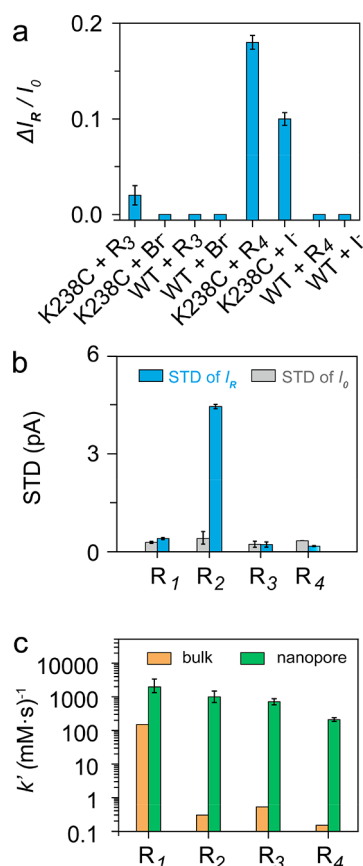 a
ΔI_R / I_0
0.2
0.1
0.0
K238C + R3
K238C + Br-
WT + R3
WT + Br-
K238C + R4
K238C + I-
WT + R4
WT + I-
b
STD (pA)
6
3
0
STD of I_R
STD of I_0
R1 R2 R3 R4
c
k' (mM·s)-1
10000
1000
100
10
1
0.1
bulk
nanopore
R1 R2 R3 R4